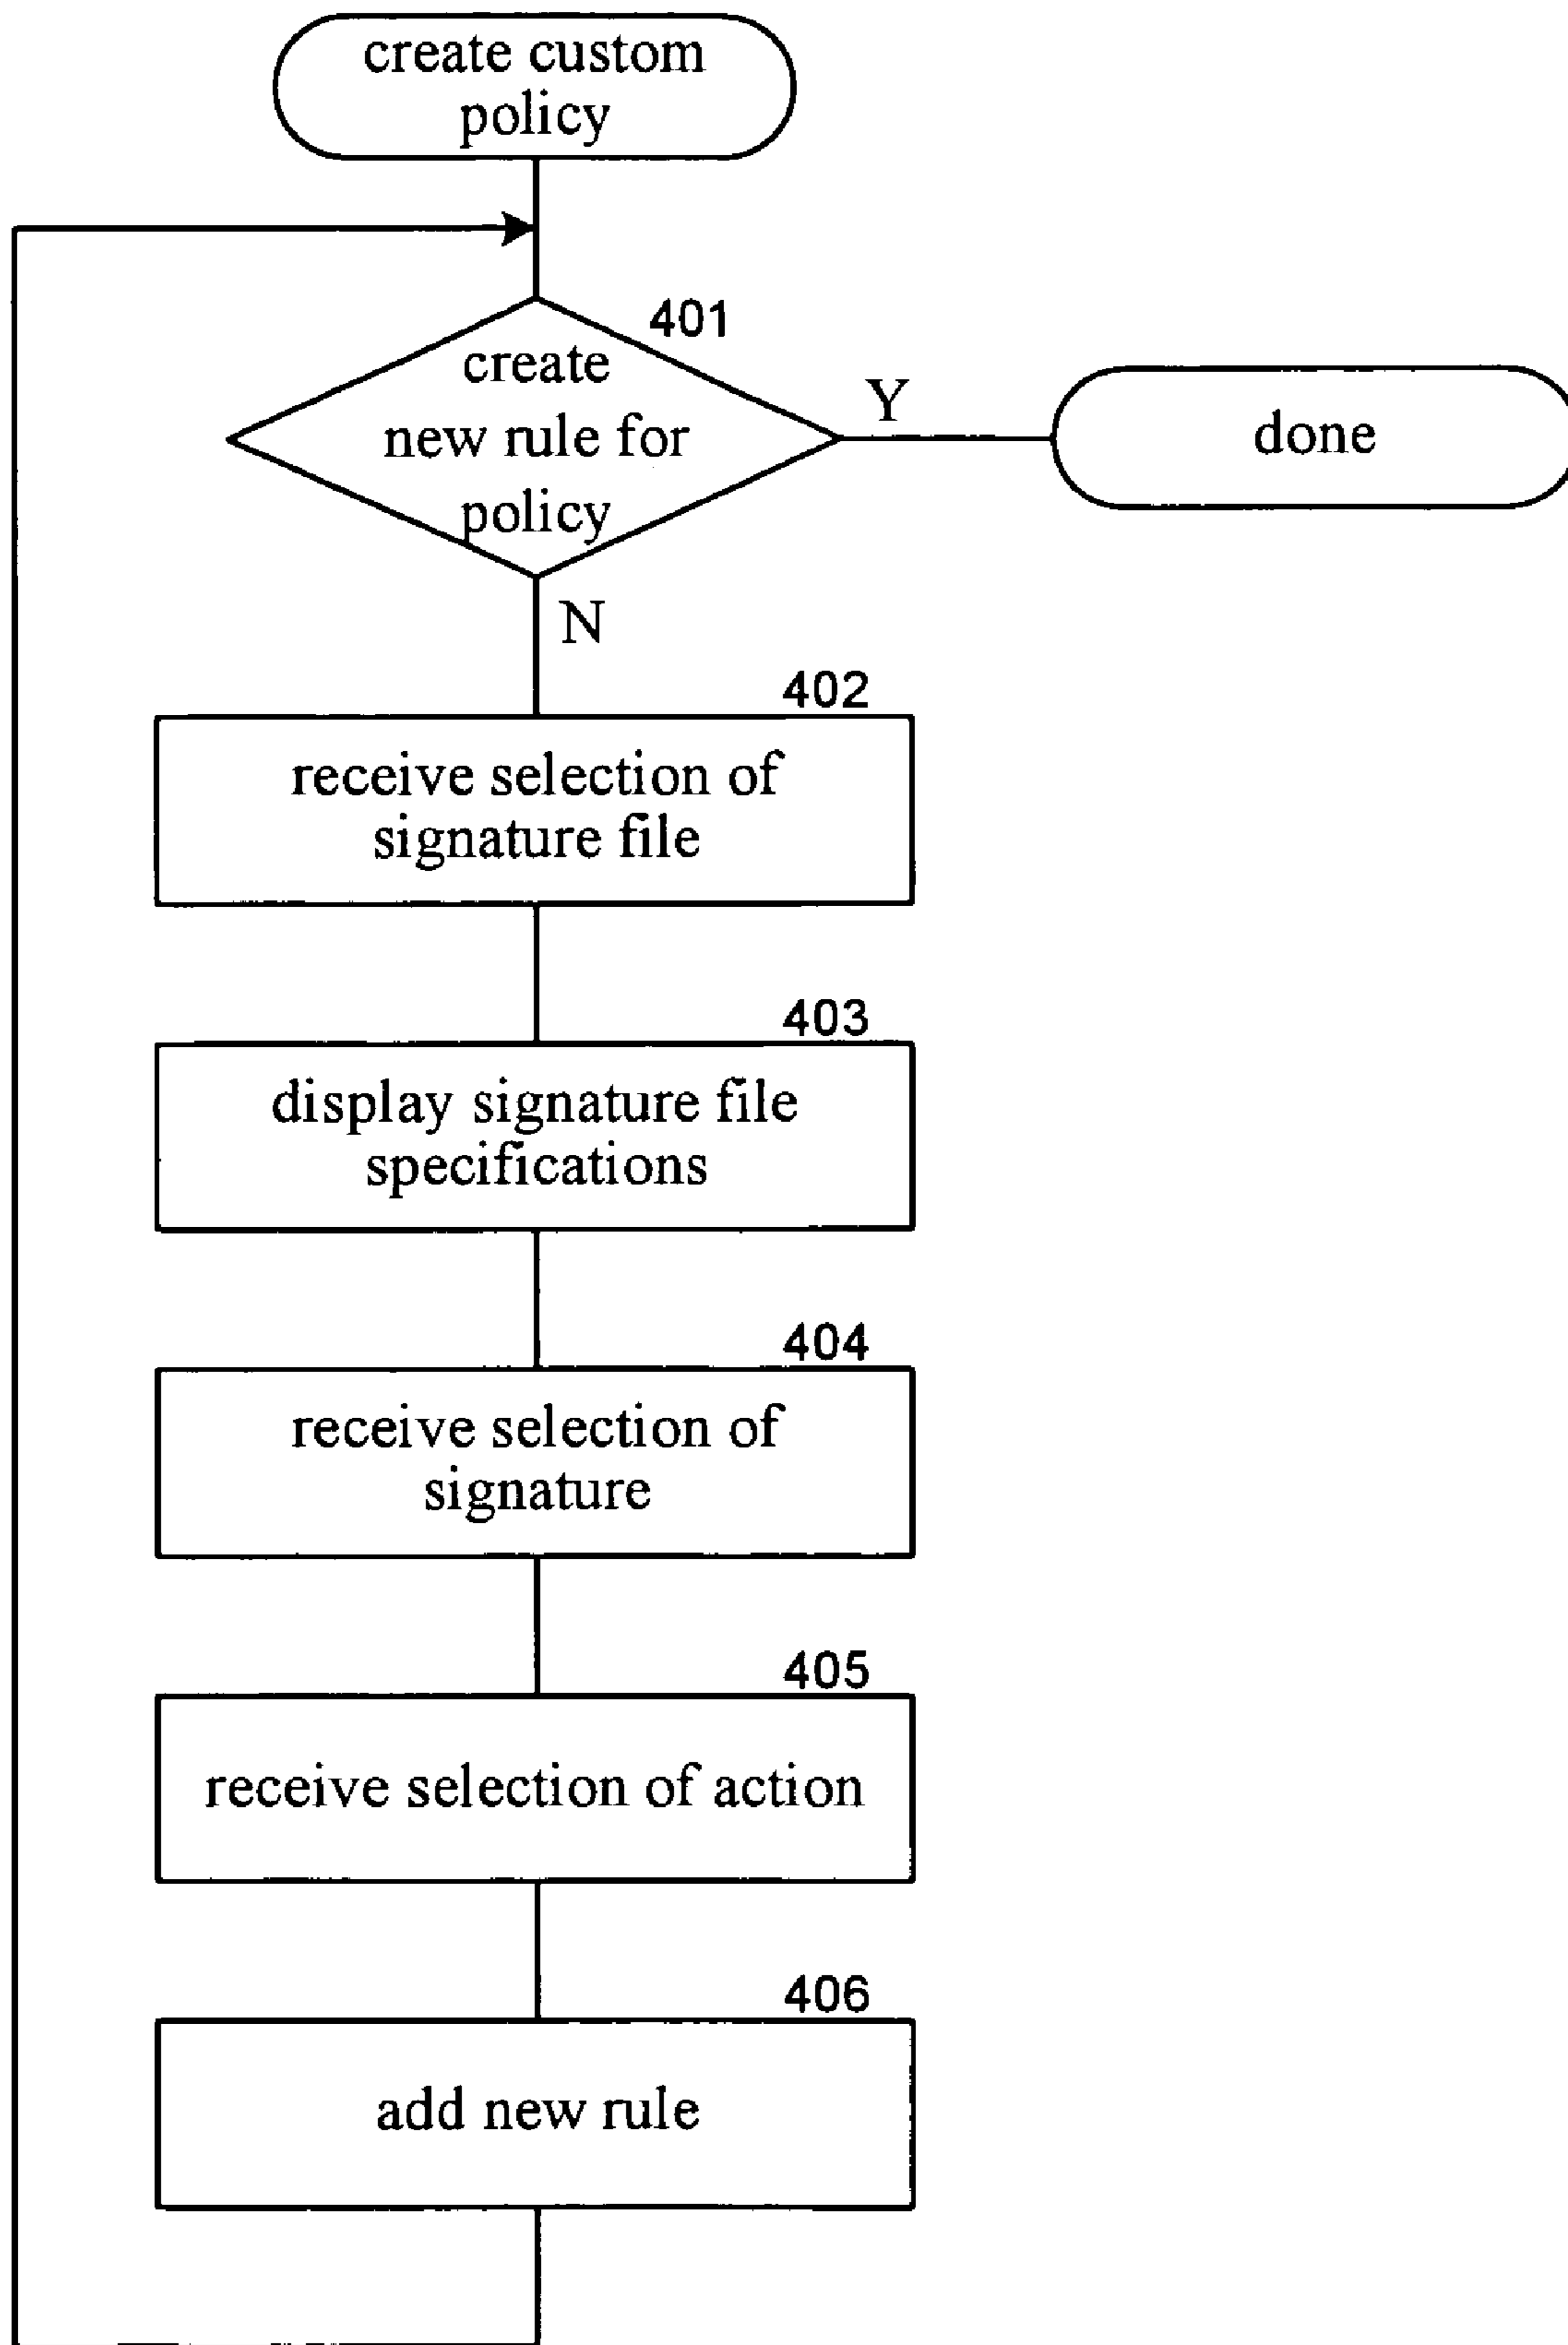 create custom
policy
401
create
new rule for
policy
Y
done
N
402
receive selection of
signature file
403
display signature file
specifications
404
receive selection of
signature
405
receive selection of action
406
add new rule